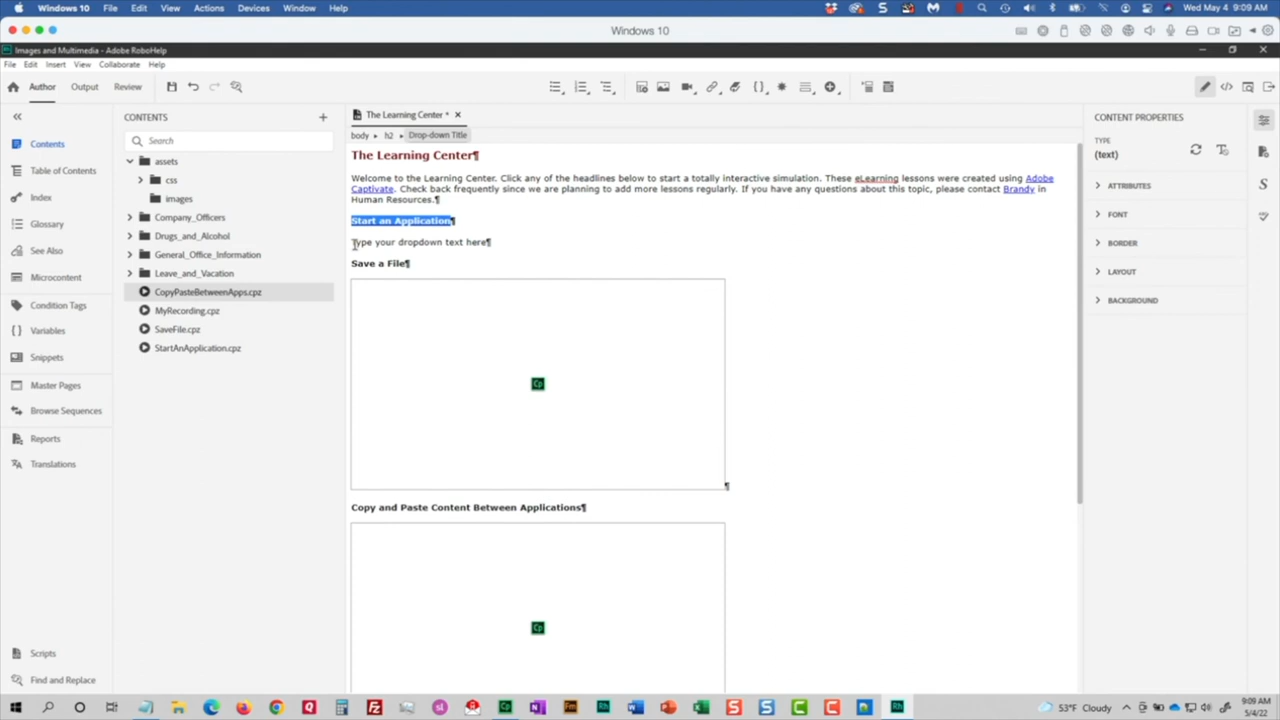 Windows 10 File Edit View Actions Devices Window Help Wed May 4 9:09 AM
Windows 10
Images and Multimedia - Adobe RoboHelp
File Edit Insert View Collaborate Help
Author Output Review
CONTENTS
Search
assets
css
images
Company_Officers
Drugs_and_Alcohol
General_Office_Information
Leave_and_Vacation
CopyPasteBetweenApps.cpz
MyRecording.cpz
SaveFile.cpz
StartAnApplication.cpz
Contents
Table of Contents
Index
Glossary
See Also
Microcontent
Condition Tags
Variables
Snippets
Master Pages
Browse Sequences
Reports
Translations
Scripts
Find and Replace
The Learning Center *
body h2 Drop-down Title
The Learning Center¶
Welcome to the Learning Center. Click any of the headlines below to start a totally interactive simulation. These eLearning lessons were created using Adobe
Captivate. Check back frequently since we are planning to add more lessons regularly. If you have any questions about this topic, please contact Brandy in
Human Resources.¶
Start an Application¶
Type your dropdown text here¶
Save a File¶
Cp
¶
Copy and Paste Content Between Applications¶
Cp
CONTENT PROPERTIES
TYPE
(text)
ATTRIBUTES
FONT
BORDER
LAYOUT
BACKGROUND
53°F Cloudy
9:09 AM
5/4/22